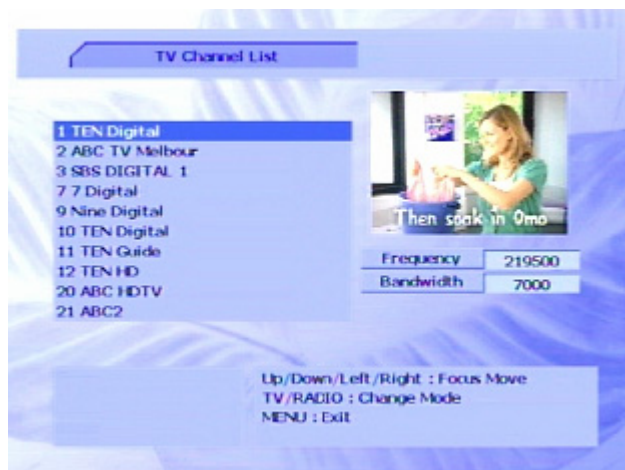 TV Channel List
1 TEN Digital
2 ABC TV Melbour
3 SBS DIGITAL 1
7 7 Digital
9 Nine Digital
10 TEN Digital
11 TEN Guide
12 TEN HD
20 ABC HDTV
21 ABC2
Then soak in Omo
Frequency 219500
Bandwidth 7000
Up/Down/Left/Right : Focus Move
TV/RADIO : Change Mode
MENU : Exit